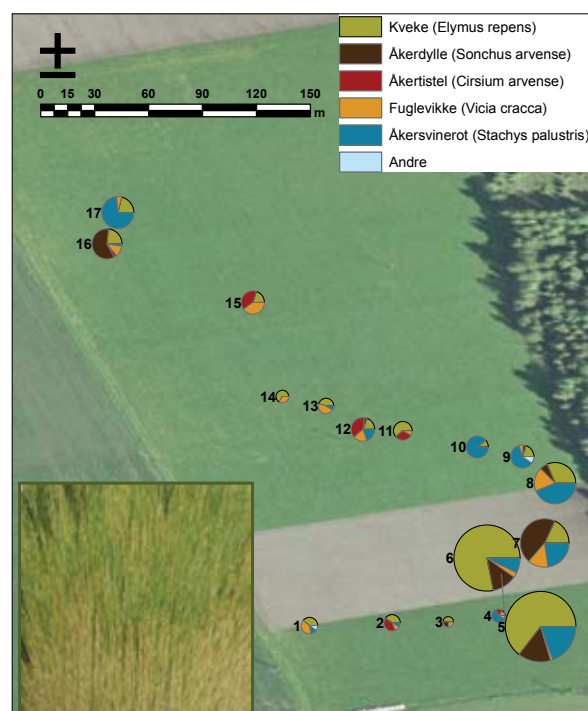 Kveke (Elymus repens)
Åkerdylle (Sonchus arvense)
Åkertistel (Cirsium arvense)
Fuglevikke (Vicia cracca)
Åkersvinerot (Stachys palustris)
Andre
0 15 30 60 90 120 150
m
17
16
15
14
13
12
11
10
9
8
7
6
5
4
3
2
1